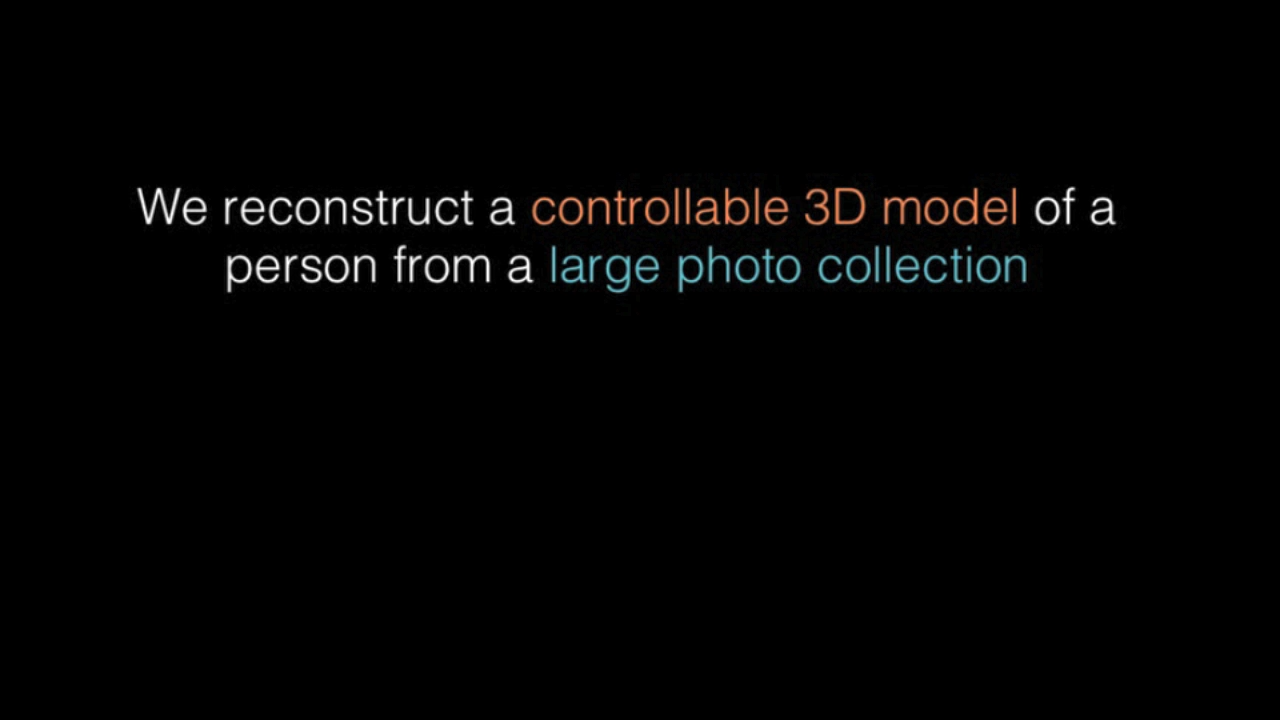 We reconstruct a controllable 3D model of a
person from a large photo collection